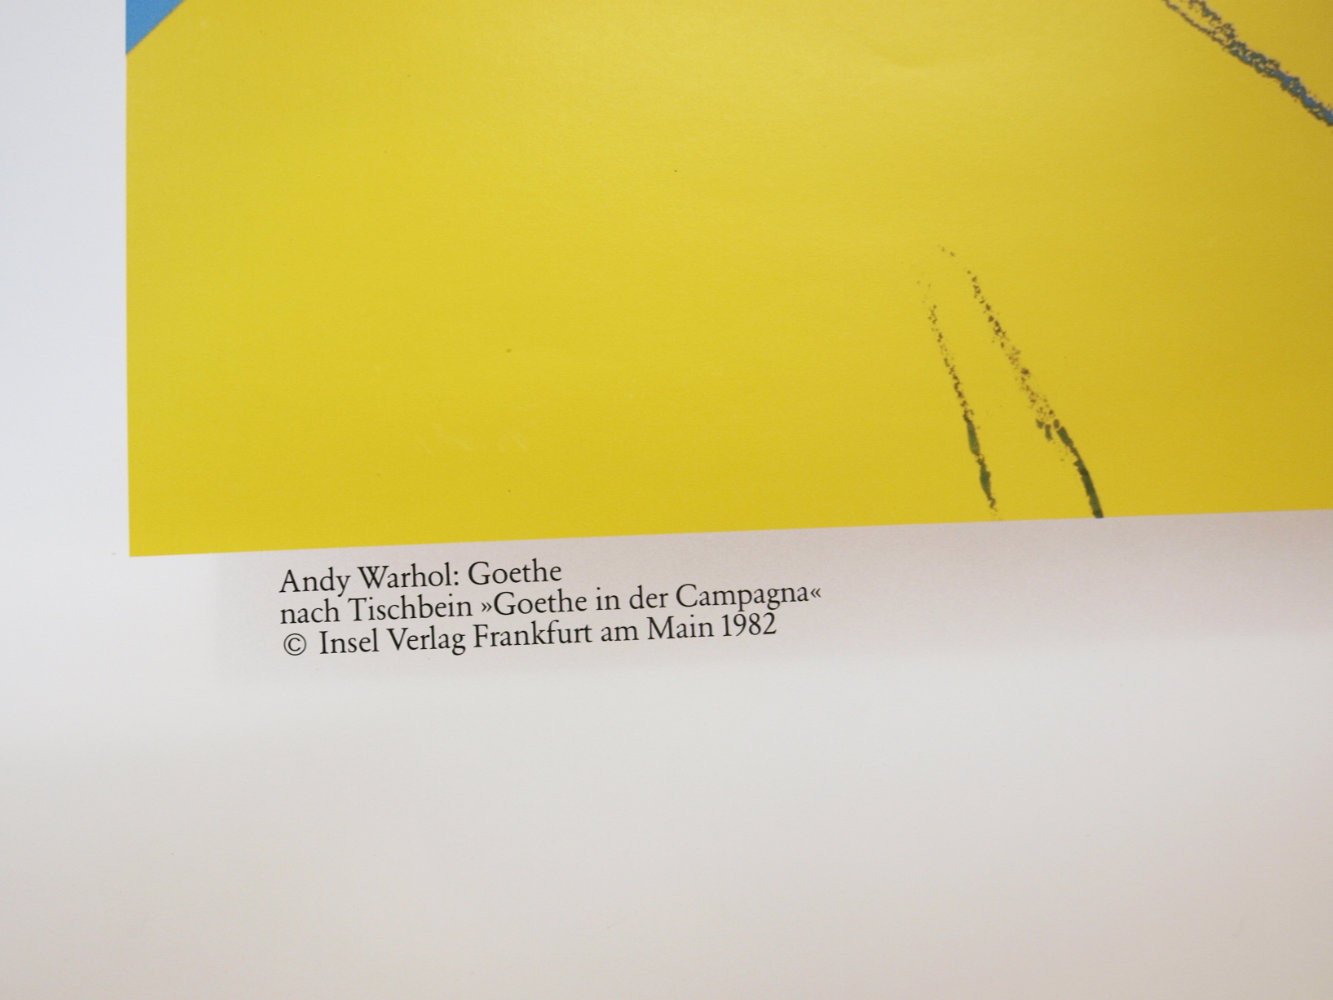 Andy Warhol: Goethe
nach Tischbein »Goethe in der Campagna«
© Insel Verlag Frankfurt am Main 1982